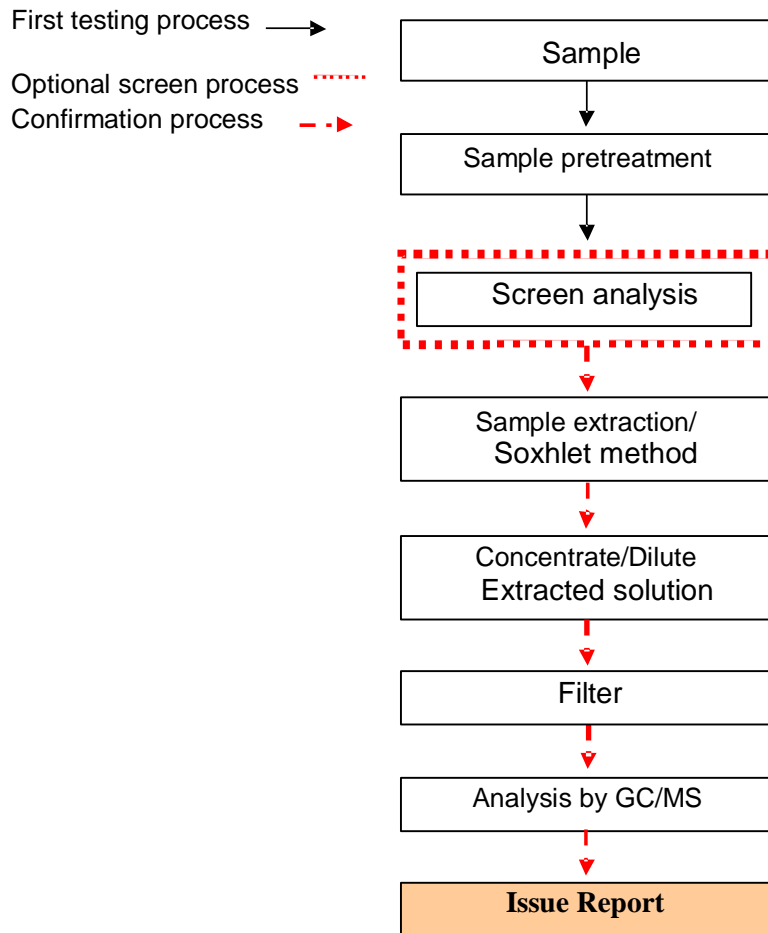 First testing process
Optional screen process
Confirmation process
Sample
Sample pretreatment
Screen analysis
Sample extraction/
Soxhlet method
Concentrate/Dilute
Extracted solution
Filter
Analysis by GC/MS
Issue Report